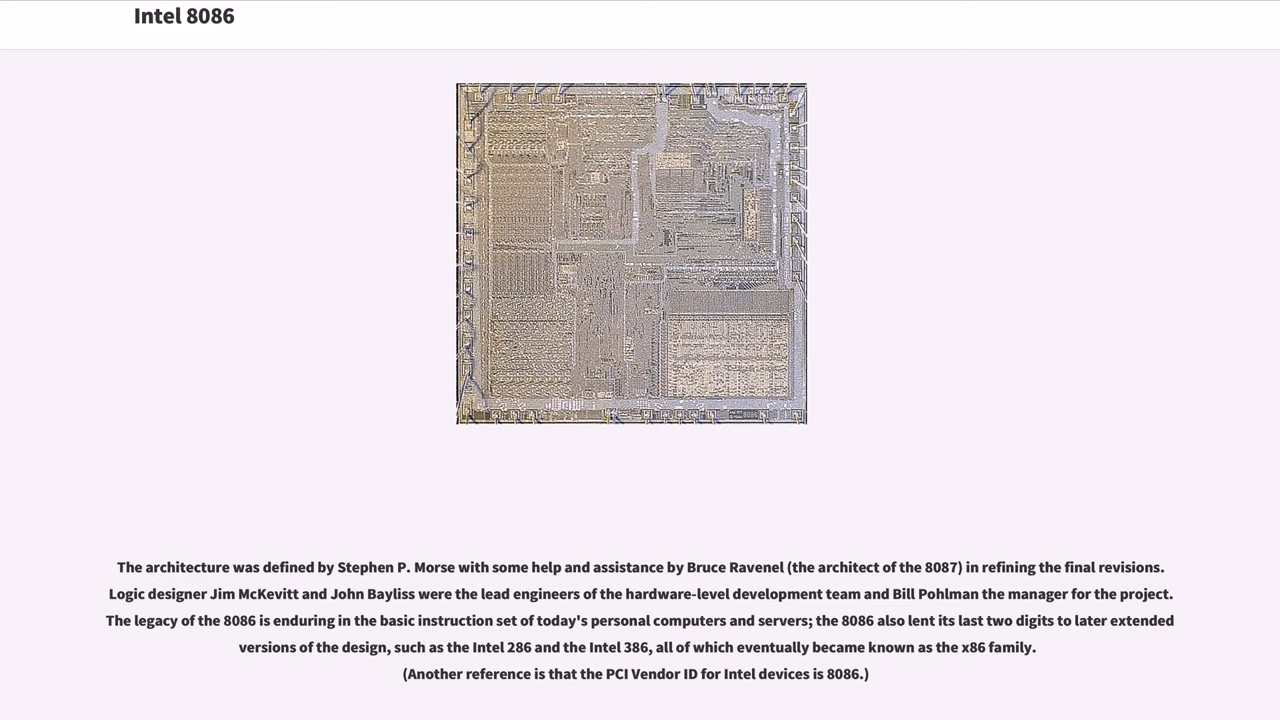 Intel 8086
The architecture was defined by Stephen P. Morse with some help and assistance by Bruce Ravenel (the architect of the 8087) in refining the final revisions.
Logic designer Jim McKevitt and John Bayliss were the lead engineers of the hardware-level development team and Bill Pohlman the manager for the project.
The legacy of the 8086 is enduring in the basic instruction set of today's personal computers and servers; the 8086 also lent its last two digits to later extended
versions of the design, such as the Intel 286 and the Intel 386, all of which eventually became known as the x86 family.
(Another reference is that the PCI Vendor ID for Intel devices is 8086.)